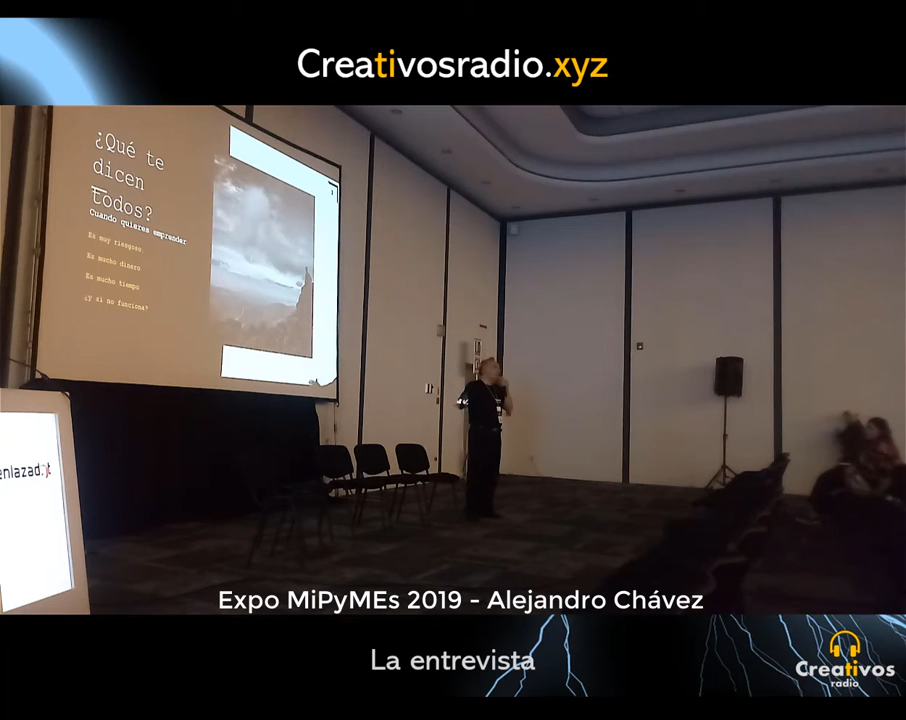 Creativosradio.xyz
¿Qué te
dicen
todos?
Cuando quieres emprender
Es muy riesgoso
Es mucho dinero
Es mucho tiempo
¿y si no funciona?
enlazad
Expo MiPyMEs 2019 - Alejandro Chávez
La entrevista
Creativos
radio